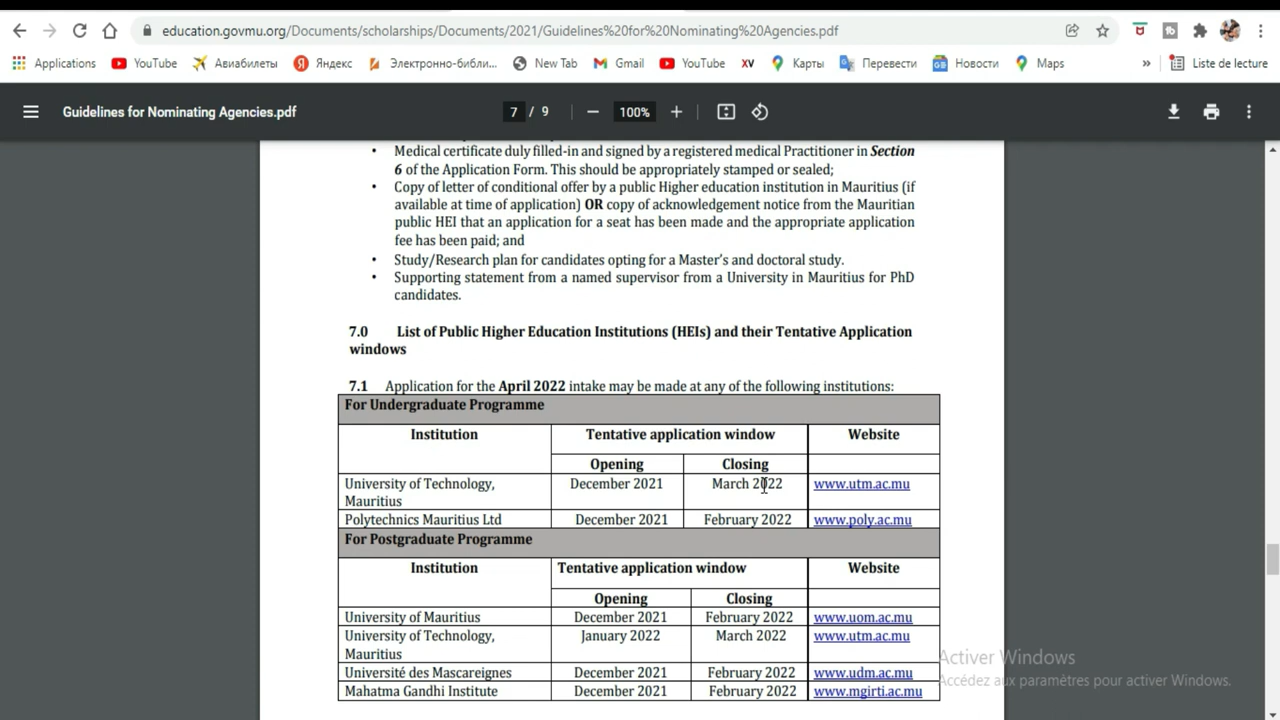 education.govmu.org/Documents/scholarships/Documents/2021/Guidelines%20for%20Nominating%20Agencies.pdf
Applications YouTube Авиабилеты Яндекс Электронно-библи... New Tab Gmail YouTube XV Карты Перевести Новости Maps » Liste de lecture
Guidelines for Nominating Agencies.pdf 7 / 9 100%
• Medical certificate duly filled-in and signed by a registered medical Practitioner in Section
6 of the Application Form. This should be appropriately stamped or sealed;
• Copy of letter of conditional offer by a public Higher education institution in Mauritius (if
available at time of application) OR copy of acknowledgement notice from the Mauritian
public HEI that an application for a seat has been made and the appropriate application
fee has been paid; and
• Study/Research plan for candidates opting for a Master's and doctoral study.
• Supporting statement from a named supervisor from a University in Mauritius for PhD
candidates.
7.0 List of Public Higher Education Institutions (HEIs) and their Tentative Application
windows
7.1 Application for the April 2022 intake may be made at any of the following institutions:
For Undergraduate Programme
Institution Tentative application window Website
Opening Closing
University of Technology, December 2021 March 2022 www.utm.ac.mu
Mauritius
Polytechnics Mauritius Ltd December 2021 February 2022 www.poly.ac.mu
For Postgraduate Programme
Institution Tentative application window Website
Opening Closing
University of Mauritius December 2021 February 2022 www.uom.ac.mu
University of Technology, January 2022 March 2022 www.utm.ac.mu
Mauritius
Université des Mascareignes December 2021 February 2022 www.udm.ac.mu
Mahatma Gandhi Institute December 2021 February 2022 www.mgirti.ac.mu
Activer Windows
Accédez aux paramètres pour activer Windows.